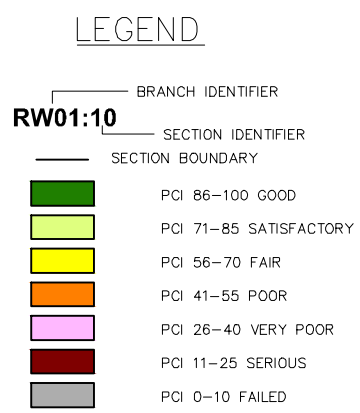 LEGEND
BRANCH IDENTIFIER
RW01:10
SECTION IDENTIFIER
SECTION BOUNDARY
PCI 86-100 GOOD
PCI 71-85 SATISFACTORY
PCI 56-70 FAIR
PCI 41-55 POOR
PCI 26-40 VERY POOR
PCI 11-25 SERIOUS
PCI 0-10 FAILED